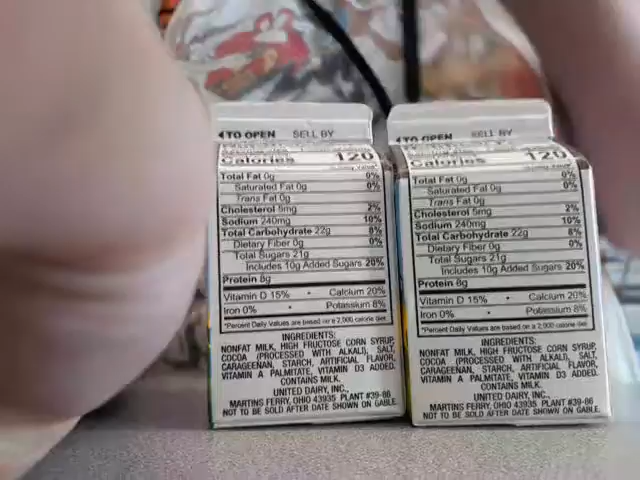 ◄TO OPEN SELL BY
Calories 120
Total Fat 0g 0%
Saturated Fat 0g 0%
Trans Fat 0g
Cholesterol 5mg 2%
Sodium 240mg 10%
Total Carbohydrate 22g 8%
Dietary Fiber 0g 0%
Total Sugars 21g
Includes 10g Added Sugars 20%
Protein 8g
Vitamin D 15% • Calcium 20%
Iron 0% • Potassium 8%
*Percent Daily Values are based on a 2,000 calorie diet.
INGREDIENTS:
NONFAT MILK, HIGH FRUCTOSE CORN SYRUP,
COCOA (PROCESSED WITH ALKALI), SALT,
CARAGEENAN, STARCH, ARTIFICIAL FLAVOR,
VITAMIN A PALMITATE, VITAMIN D3 ADDED.
CONTAINS MILK.
UNITED DAIRY, INC.,
MARTINS FERRY, OHIO 43935 PLANT #39-86
NOT TO BE SOLD AFTER DATE SHOWN ON GABLE.
◄TO OPEN SELL BY
Calories 120
Total Fat 0g 0%
Saturated Fat 0g 0%
Trans Fat 0g
Cholesterol 5mg 2%
Sodium 240mg 10%
Total Carbohydrate 22g 8%
Dietary Fiber 0g 0%
Total Sugars 21g
Includes 10g Added Sugars 20%
Protein 8g
Vitamin D 15% • Calcium 20%
Iron 0% • Potassium 8%
*Percent Daily Values are based on a 2,000 calorie diet.
INGREDIENTS:
NONFAT MILK, HIGH FRUCTOSE CORN SYRUP,
COCOA (PROCESSED WITH ALKALI), SALT,
CARAGEENAN, STARCH, ARTIFICIAL FLAVOR,
VITAMIN A PALMITATE, VITAMIN D3 ADDED.
CONTAINS MILK.
UNITED DAIRY, INC.,
MARTINS FERRY, OHIO 43935 PLANT #39-86
NOT TO BE SOLD AFTER DATE SHOWN ON GABLE.